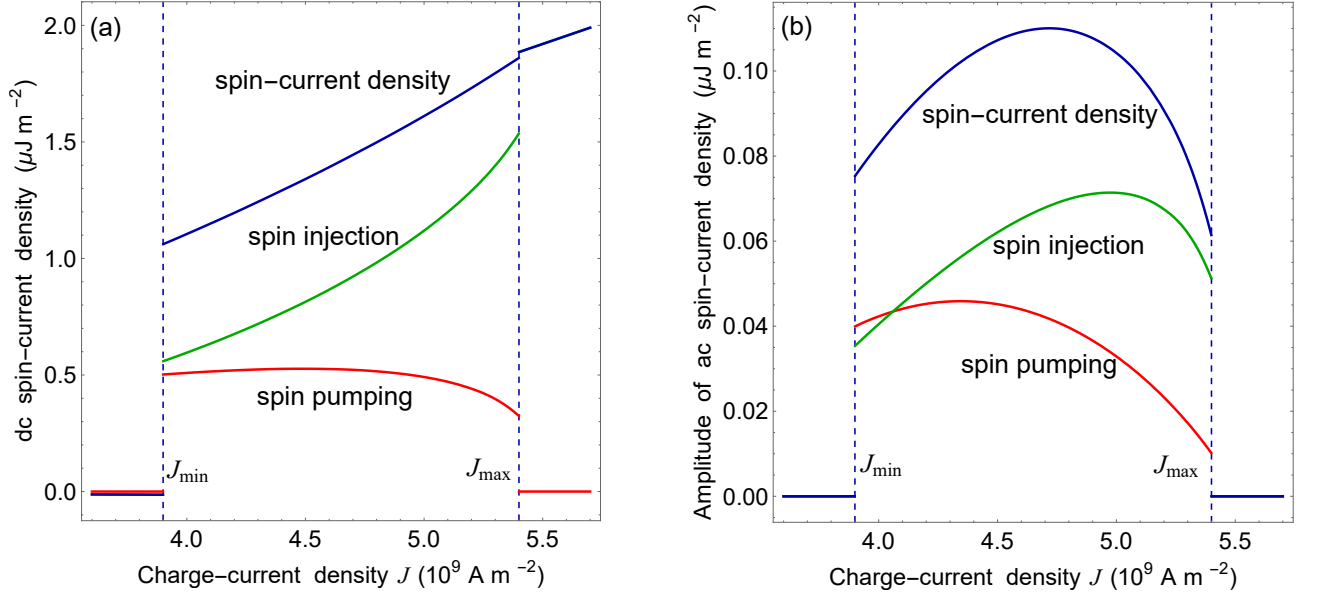 (a)
2.0
1.5
1.0
0.5
0.0
dc spin-current density (μJ m⁻²)
spin-current density
spin injection
spin pumping
J_min
J_max
4.0 4.5 5.0 5.5
Charge-current density J (10⁹ A m⁻²)
(b)
0.10
0.08
0.06
0.04
0.02
0.00
Amplitude of ac spin-current density (μJ m⁻²)
spin-current density
spin injection
spin pumping
J_min
J_max
4.0 4.5 5.0 5.5
Charge-current density J (10⁹ A m⁻²)